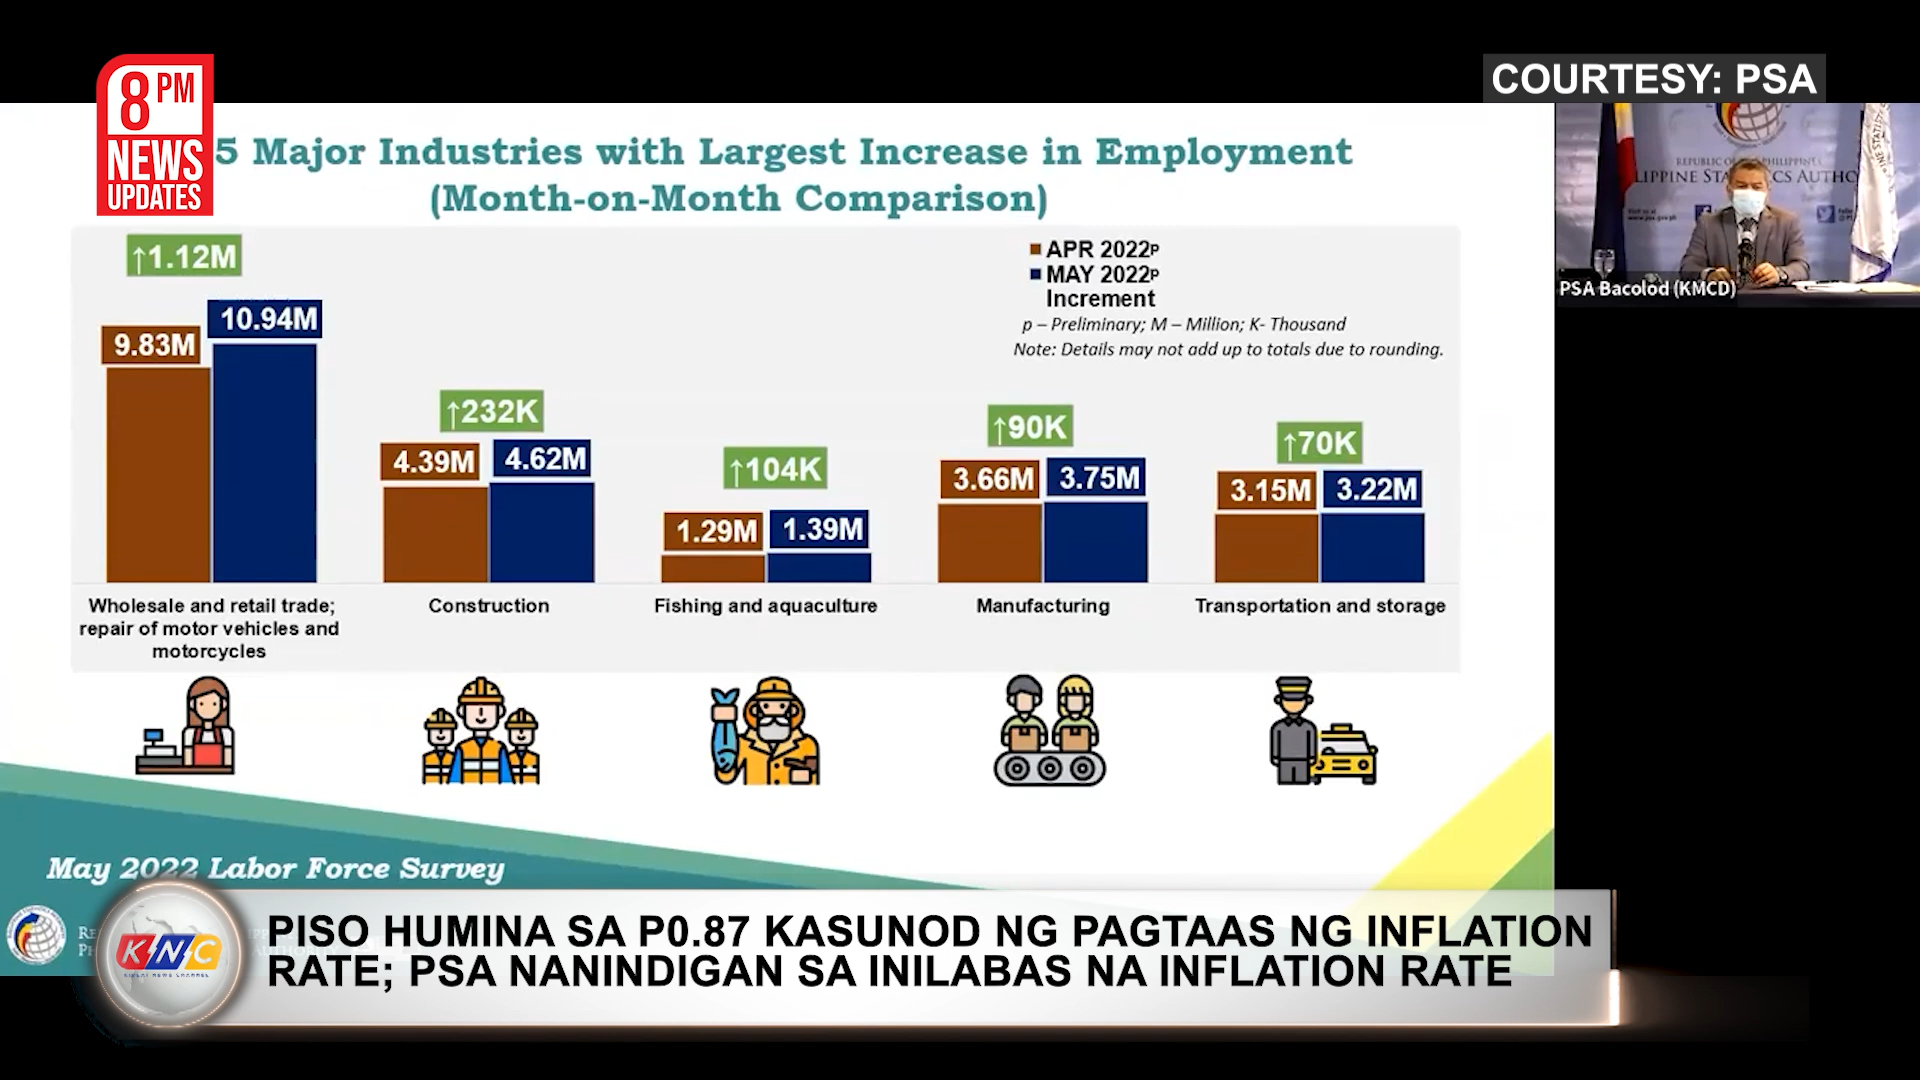 8 PM
NEWS
UPDATES
COURTESY: PSA
5 Major Industries with Largest Increase in Employment
(Month-on-Month Comparison)
↑1.12M
9.83M
10.94M
↑232K
4.39M
4.62M
↑104K
1.29M
1.39M
↑90K
3.66M
3.75M
↑70K
3.15M
3.22M
APR 2022p
MAY 2022p
Increment
p – Preliminary; M – Million; K- Thousand
Note: Details may not add up to totals due to rounding.
Wholesale and retail trade;
repair of motor vehicles and
motorcycles
Construction
Fishing and aquaculture
Manufacturing
Transportation and storage
REPUBLIC OF PHILIPPINES
PSA Bacolod (KMCD)
May 2022 Labor Force Survey
KNC
PISO HUMINA SA P0.87 KASUNOD NG PAGTAAS NG INFLATION
RATE; PSA NANINDIGAN SA INILABAS NA INFLATION RATE